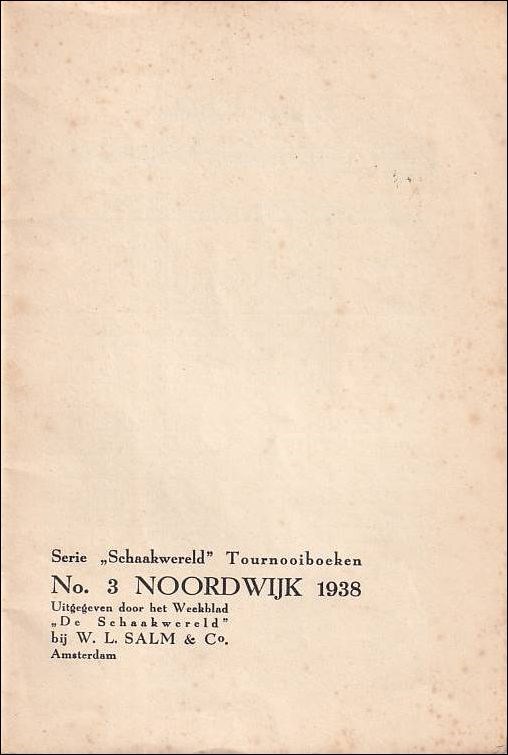 Serie „Schaakwereld” Tournooiboeken
No. 3 NOORDWIJK 1938
Uitgegeven door het Weekblad
„De Schaakwereld”
bij W. L. SALM & Co.
Amsterdam